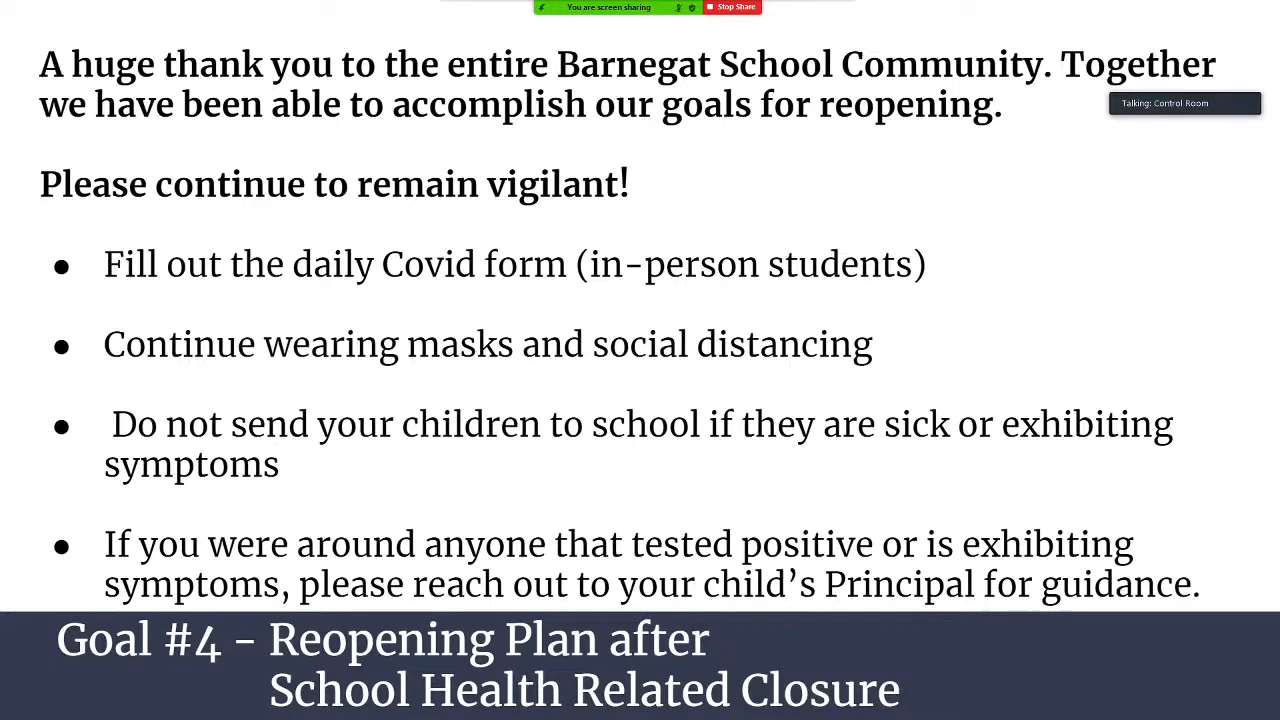 You are screen sharing
Stop Share
A huge thank you to the entire Barnegat School Community. Together
we have been able to accomplish our goals for reopening.
Talking: Control Room
Please continue to remain vigilant!
● Fill out the daily Covid form (in-person students)
● Continue wearing masks and social distancing
● Do not send your children to school if they are sick or exhibiting
symptoms
● If you were around anyone that tested positive or is exhibiting
symptoms, please reach out to your child’s Principal for guidance.
Goal #4 - Reopening Plan after
School Health Related Closure